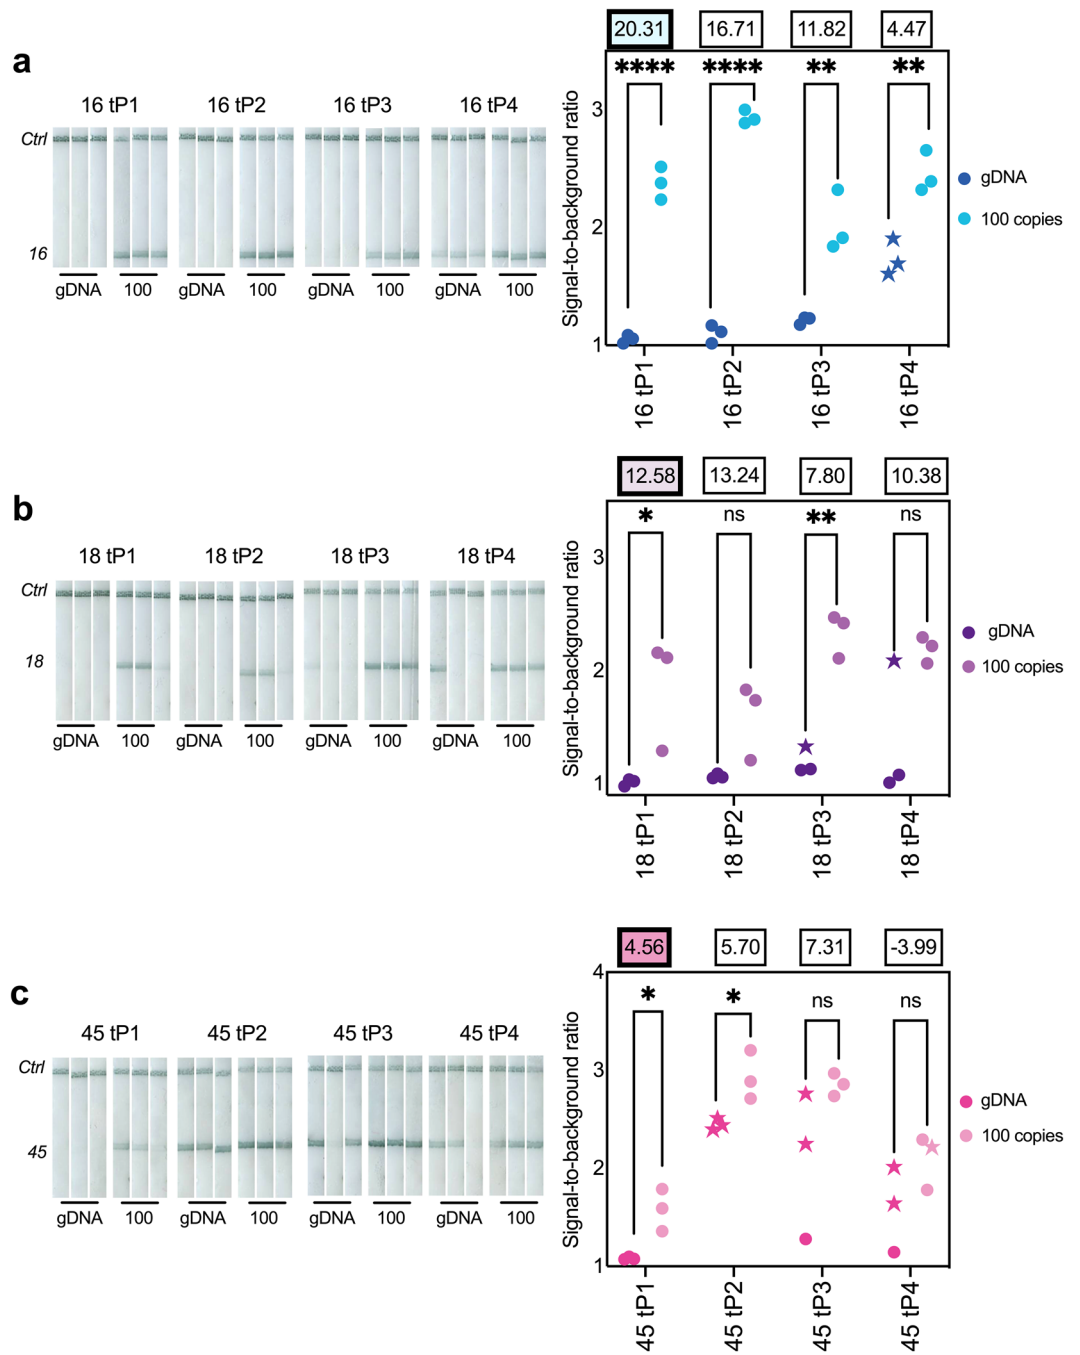 a
16 tP1 16 tP2 16 tP3 16 tP4
Ctrl
16
gDNA 100 gDNA 100 gDNA 100 gDNA 100
20.31 16.71 11.82 4.47
**** **** ** **
Signal-to-background ratio
3
2
1
16 tP1 16 tP2 16 tP3 16 tP4
gDNA
100 copies
b
18 tP1 18 tP2 18 tP3 18 tP4
Ctrl
18
gDNA 100 gDNA 100 gDNA 100 gDNA 100
12.58 13.24 7.80 10.38
* ns ** ns
Signal-to-background ratio
3
2
1
18 tP1 18 tP2 18 tP3 18 tP4
gDNA
100 copies
c
45 tP1 45 tP2 45 tP3 45 tP4
Ctrl
45
gDNA 100 gDNA 100 gDNA 100 gDNA 100
4.56 5.70 7.31 -3.99
* * ns ns
Signal-to-background ratio
4
3
2
1
45 tP1 45 tP2 45 tP3 45 tP4
gDNA
100 copies